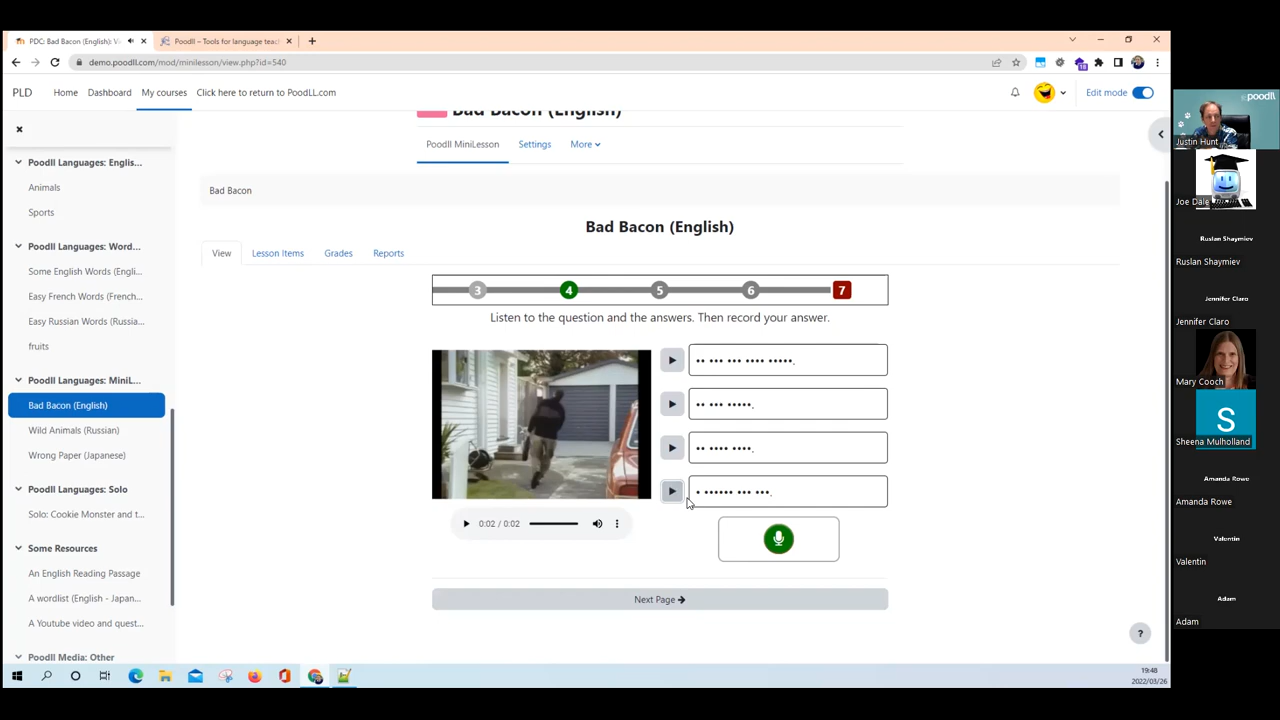 PDC: Bad Bacon (English): Vi
Poodll – Tools for language teac
demo.poodll.com/mod/minilesson/view.php?id=540
18
PLD
Home
Dashboard
My courses
Click here to return to PoodLL.com
Edit mode
Bad Bacon (English)
Poodll MiniLesson
Settings
More
Bad Bacon
Bad Bacon (English)
View
Lesson Items
Grades
Reports
3
4
5
6
7
Listen to the question and the answers. Then record your answer.
•• ••• ••• •••• •••••.
•• ••• •••••.
•• •••• ••••.
• •••••• ••• •••.
0:02 / 0:02
Next Page
?
Poodll Languages: Englis...
Animals
Sports
Poodll Languages: Word...
Some English Words (Engli...
Easy French Words (French...
Easy Russian Words (Russia...
fruits
Poodll Languages: MiniL...
Bad Bacon (English)
Wild Animals (Russian)
Wrong Paper (Japanese)
Poodll Languages: Solo
Solo: Cookie Monster and t...
Some Resources
An English Reading Passage
A wordlist (English - Japan...
A Youtube video and quest...
Poodll Media: Other
19:48
2022/03/26
poodll
Justin Hunt
Joe Dale
Ruslan Shaymiev
Ruslan Shaymiev
Jennifer Claro
Jennifer Claro
Mary Cooch
S
Sheena Mulholland
Amanda Rowe
Amanda Rowe
Valentin
Valentin
Adam
Adam